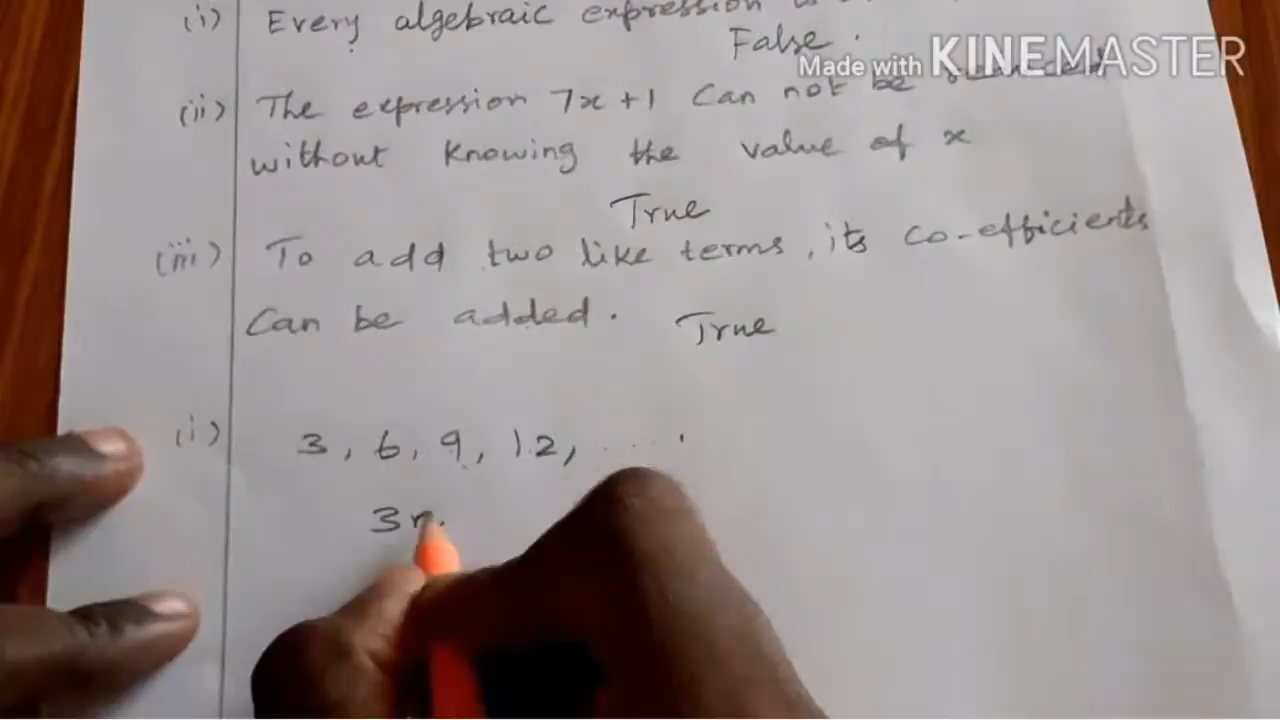 (i) Every algebraic expression
False.
Made with KINEMASTER
(ii) The expression 7x+1 Can not be
without knowing the value of x
True
(iii) To add two like terms, its co-efficients
Can be added. True
(i) 3, 6, 9, 12, .....
3n